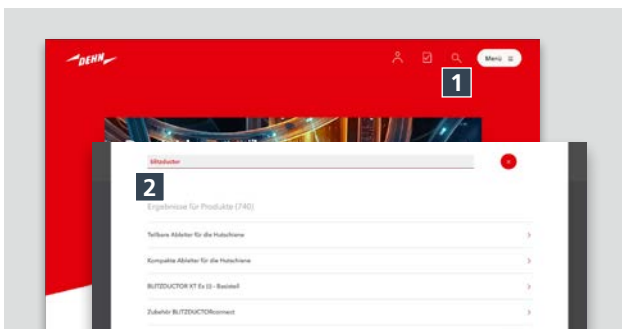 DEHN
Menü
1
blitzductor
2
Ergebnisse für Produkte (740)
Teilbare Ableiter für die Hutschiene
Kompakte Ableiter für die Hutschiene
BLITZDUCTOR XT Ex (i) - Basisteil
Zubehör BLITZDUCTORconnect